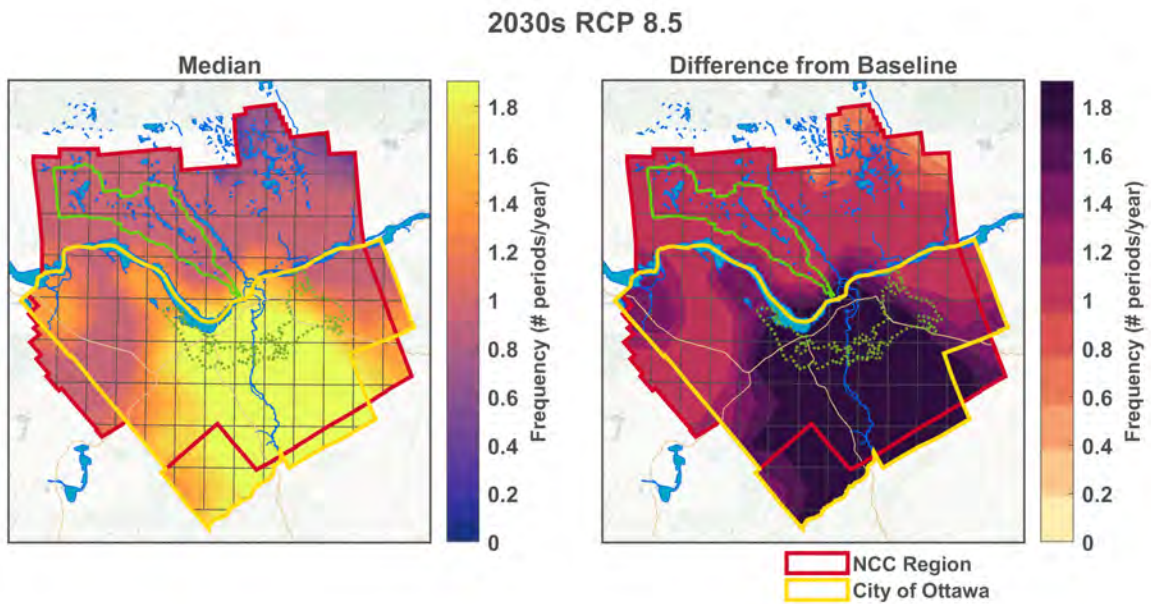 2030s RCP 8.5
Median
Difference from Baseline
1.8
1.6
1.4
1.2
1
0.8
0.6
0.4
0.2
0
Frequency (# periods/year)
1.8
1.6
1.4
1.2
1
0.8
0.6
0.4
0.2
0
Frequency (# periods/year)
NCC Region
City of Ottawa